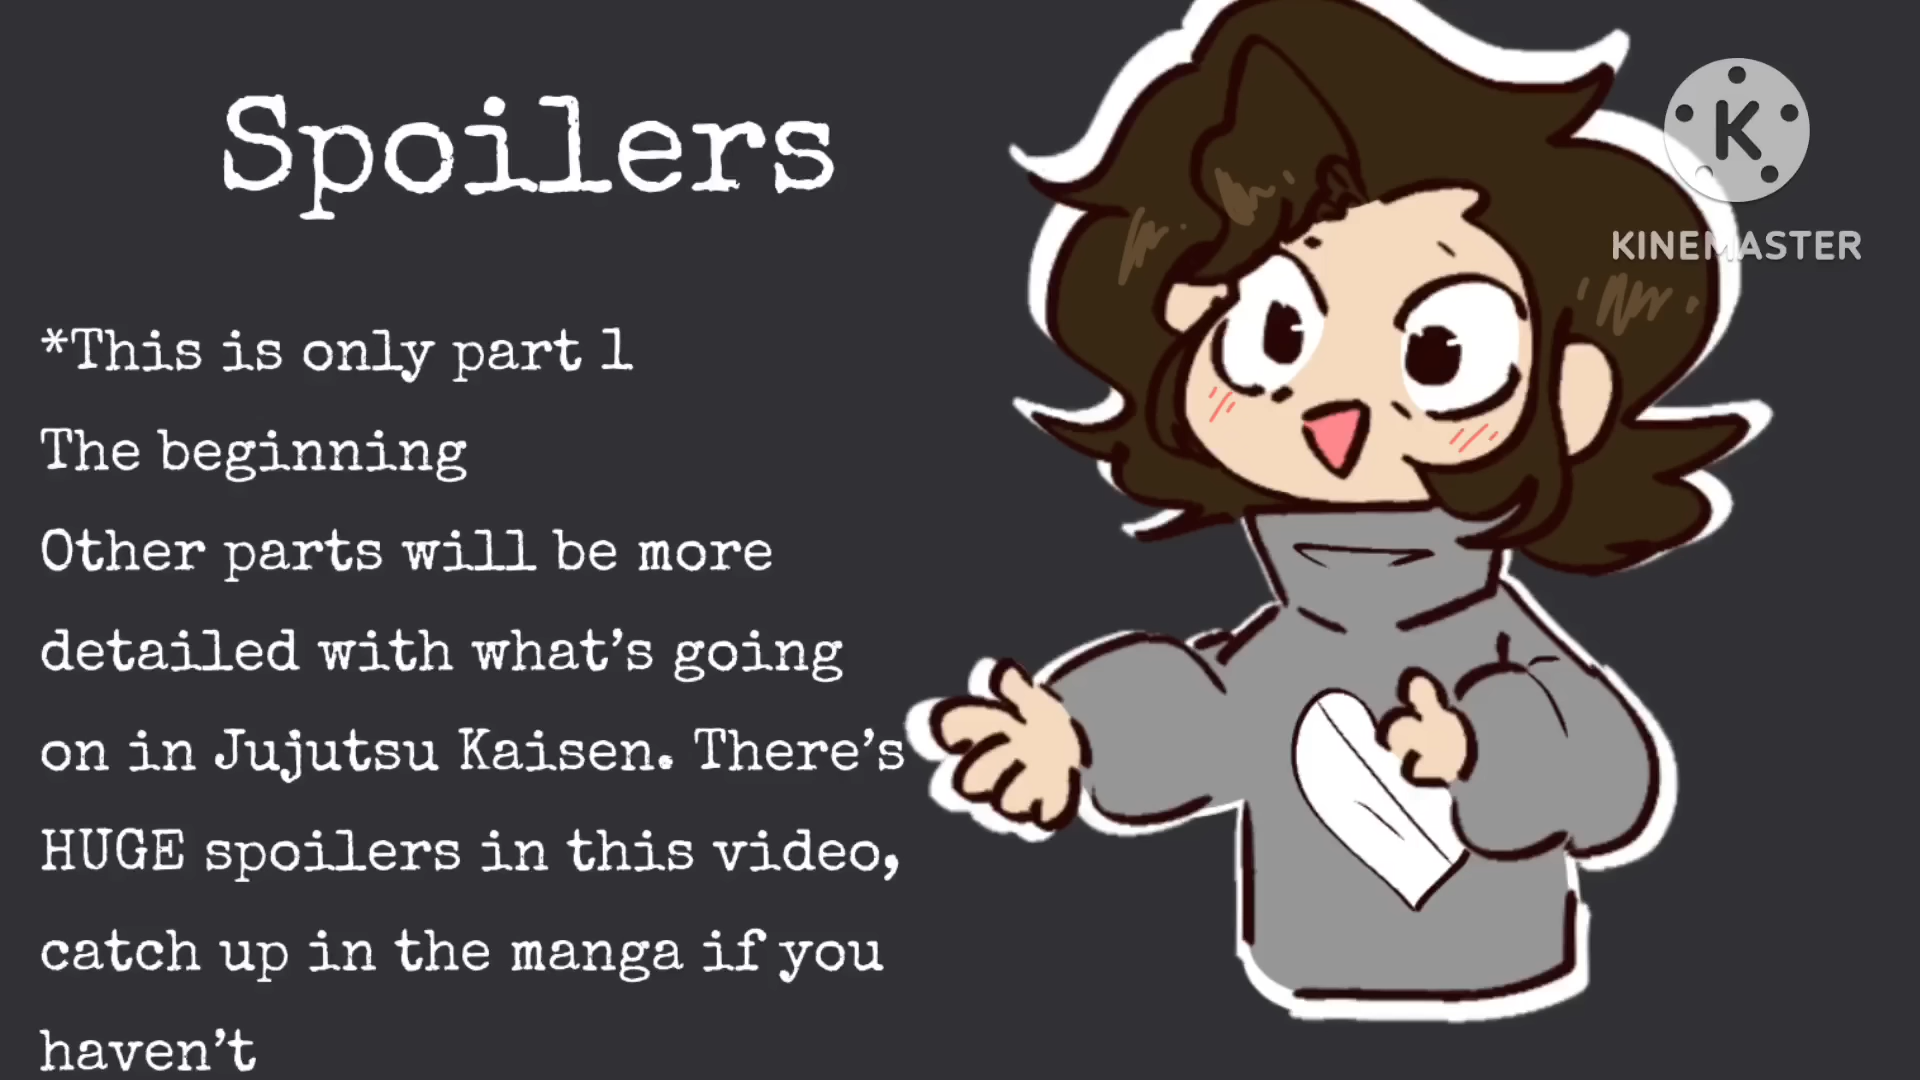 Spoilers
*This is only part 1
The beginning
Other parts will be more
detailed with what's going
on in Jujutsu Kaisen. There's
HUGE spoilers in this video,
catch up in the manga if you
haven't
K
KINEMASTER